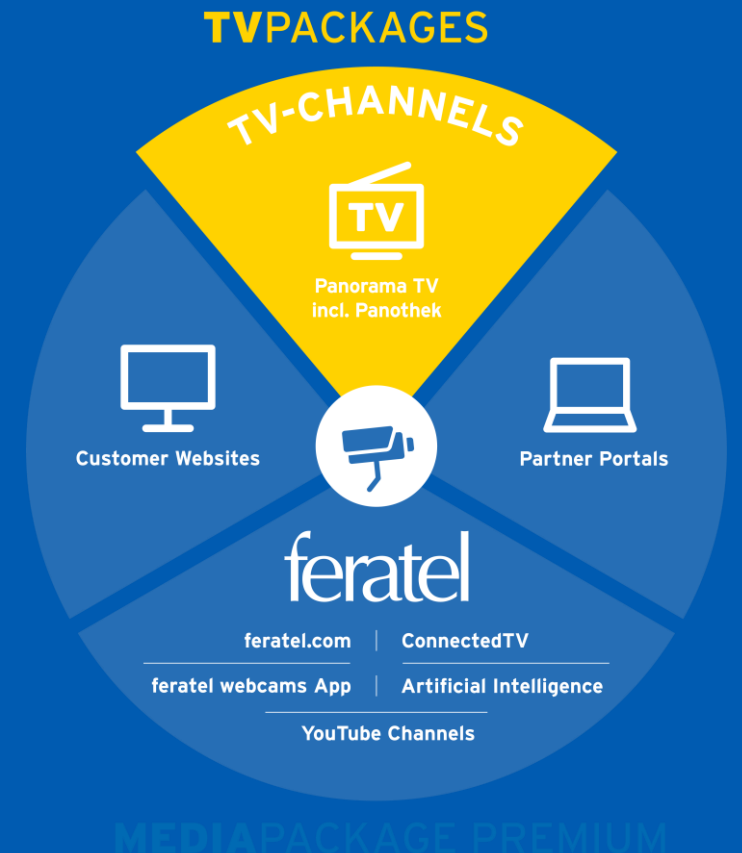 TVPACKAGES
TV-CHANNELS
TV
Panorama TV
incl. Panothek
Customer Websites
Partner Portals
feratel
feratel.com | ConnectedTV
feratel webcams App | Artificial Intelligence
YouTube Channels
MEDIAPACKAGE PREMIUM